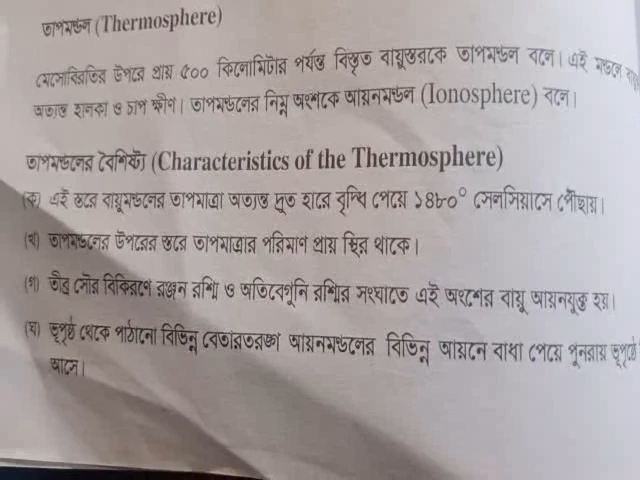 তাপমণ্ডল (Thermosphere)
মেসোবিরতির উপরে প্রায় ৫০০ কিলোমিটার পর্যন্ত বিস্তৃত বায়ুস্তরকে তাপমণ্ডল বলে। এই মণ্ডলে
অত্যন্ত হালকা ও চাপ ক্ষীণ। তাপমণ্ডলের নিম্ন অংশকে আয়নমণ্ডল (Ionosphere) বলে।
তাপমণ্ডলের বৈশিষ্ট্য (Characteristics of the Thermosphere)
(ক) এই স্তরে বায়ুমণ্ডলের তাপমাত্রা অত্যন্ত দ্রুত হারে বৃদ্ধি পেয়ে ১৪৮০° সেলসিয়াসে পৌঁছায়।
(খ) তাপমণ্ডলের উপরের স্তরে তাপমাত্রার পরিমাণ প্রায় স্থির থাকে।
(গ) তীব্র সৌর বিকিরণে রঞ্জন রশ্মি ও অতিবেগুনি রশ্মির সংঘাতে এই অংশের বায়ু আয়নযুক্ত হয়।
(ঘ) ভূপৃষ্ঠ থেকে পাঠানো বিভিন্ন বেতারতরঙ্গ আয়নমণ্ডলের বিভিন্ন আয়নে বাধা পেয়ে পুনরায় ভূপৃষ্ঠে
আসে।